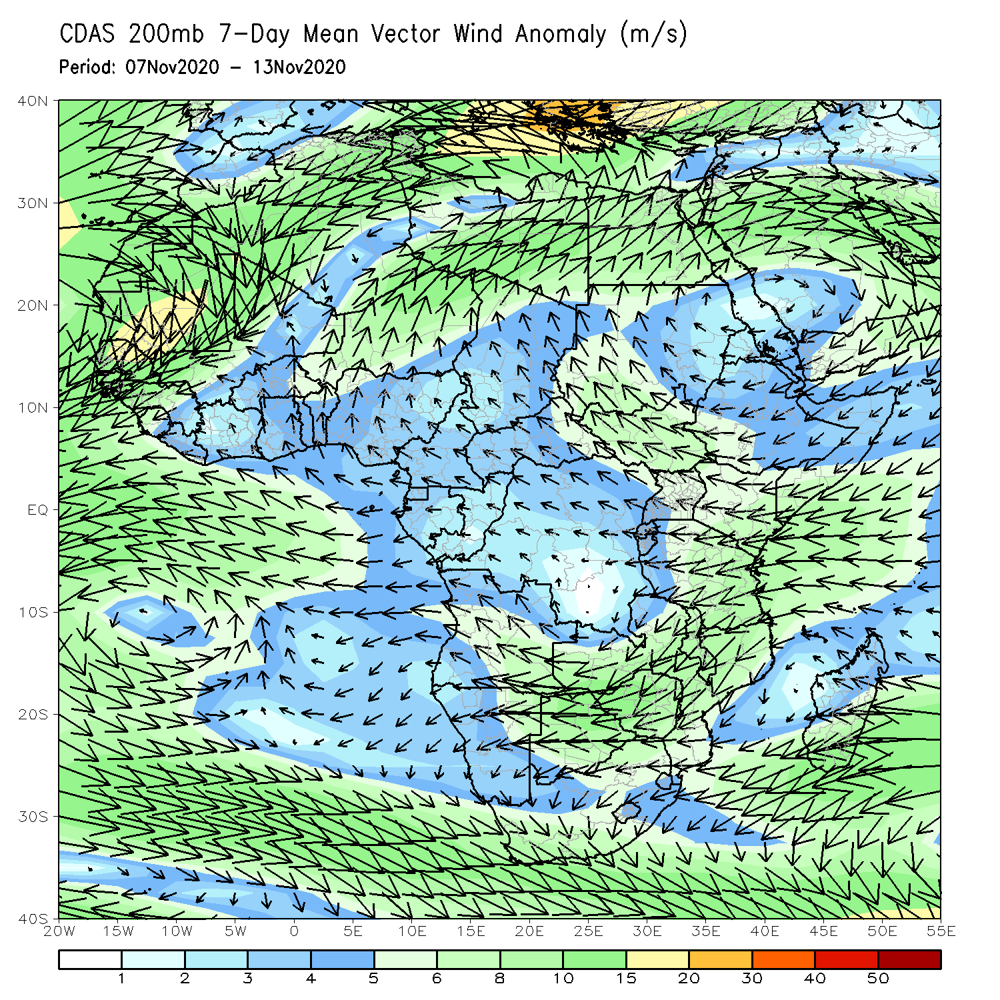 CDAS 200mb 7-Day Mean Vector Wind Anomaly (m/s)
Period: 07Nov2020 - 13Nov2020
40N
30N
20N
10N
EQ
10S
20S
30S
40S
20W 15W 10W 5W 0 5E 10E 15E 20E 25E 30E 35E 40E 45E 50E 55E
1 2 3 4 5 6 8 10 15 20 30 40 50